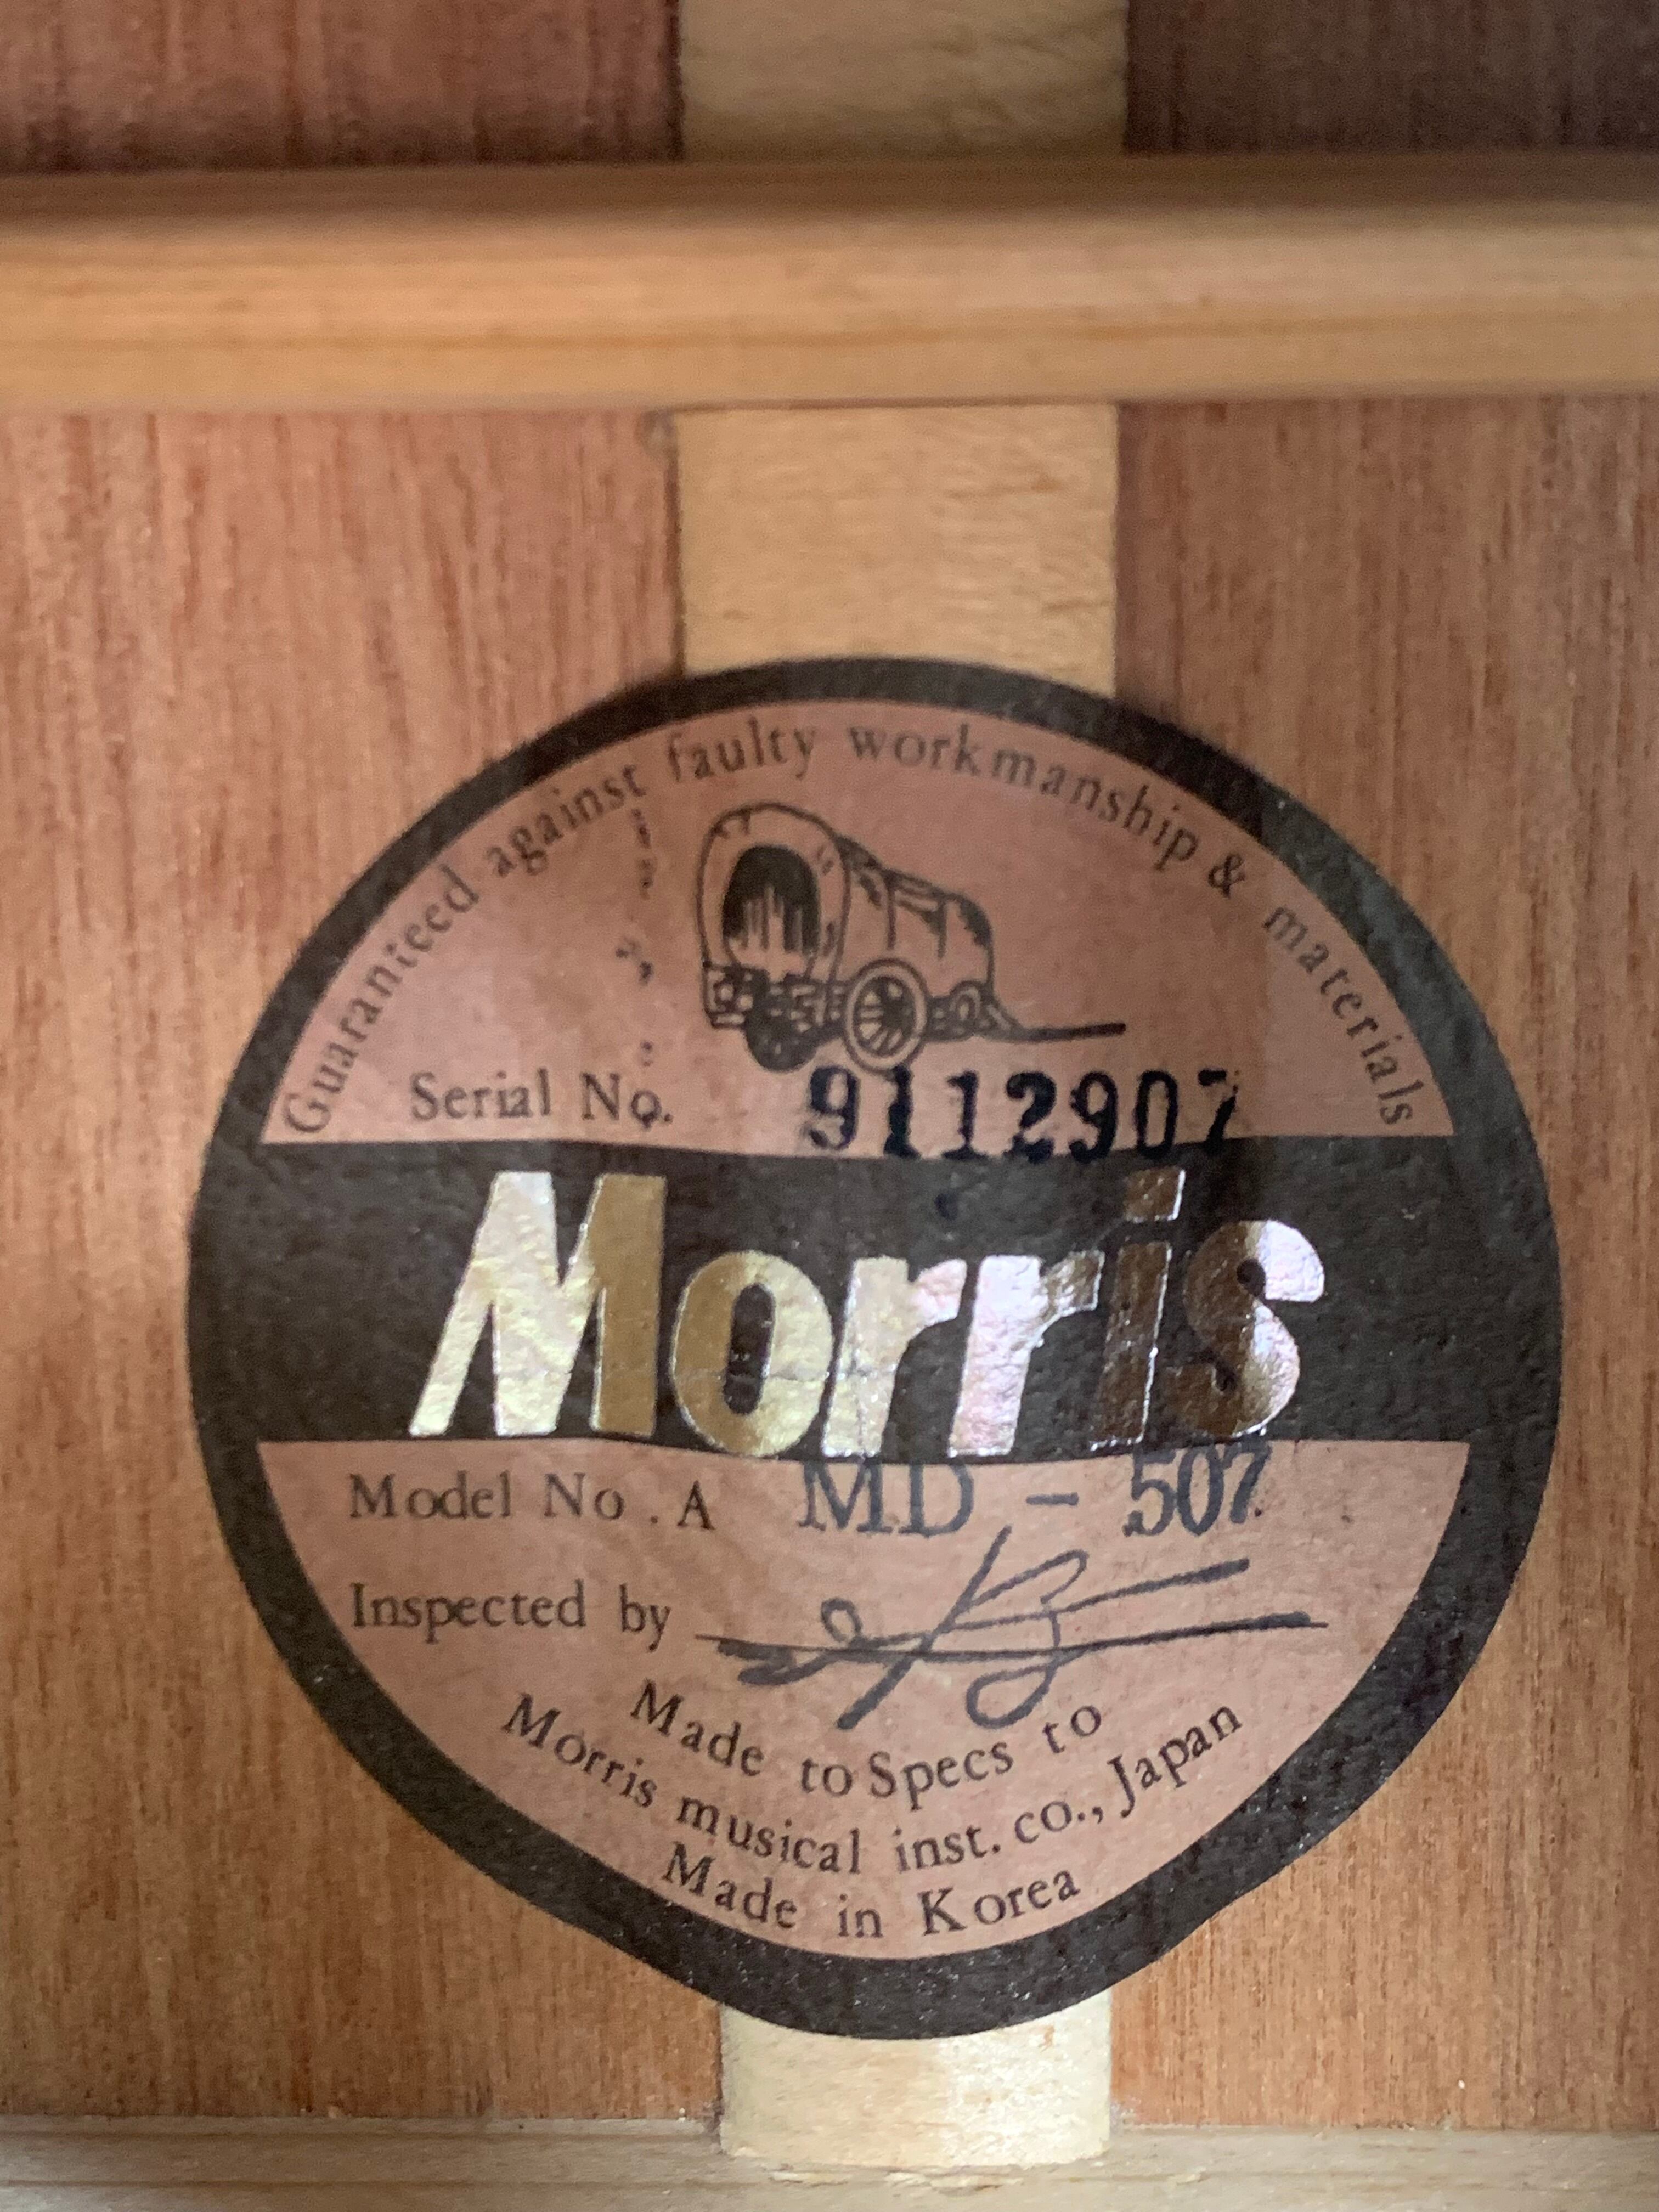 Guaranteed against faulty workmanship & materials
Serial No. 9112907
Morris
Model No. A MD - 507
Inspected by
Made to Specs to
Morris musical inst. co., Japan
Made in Korea